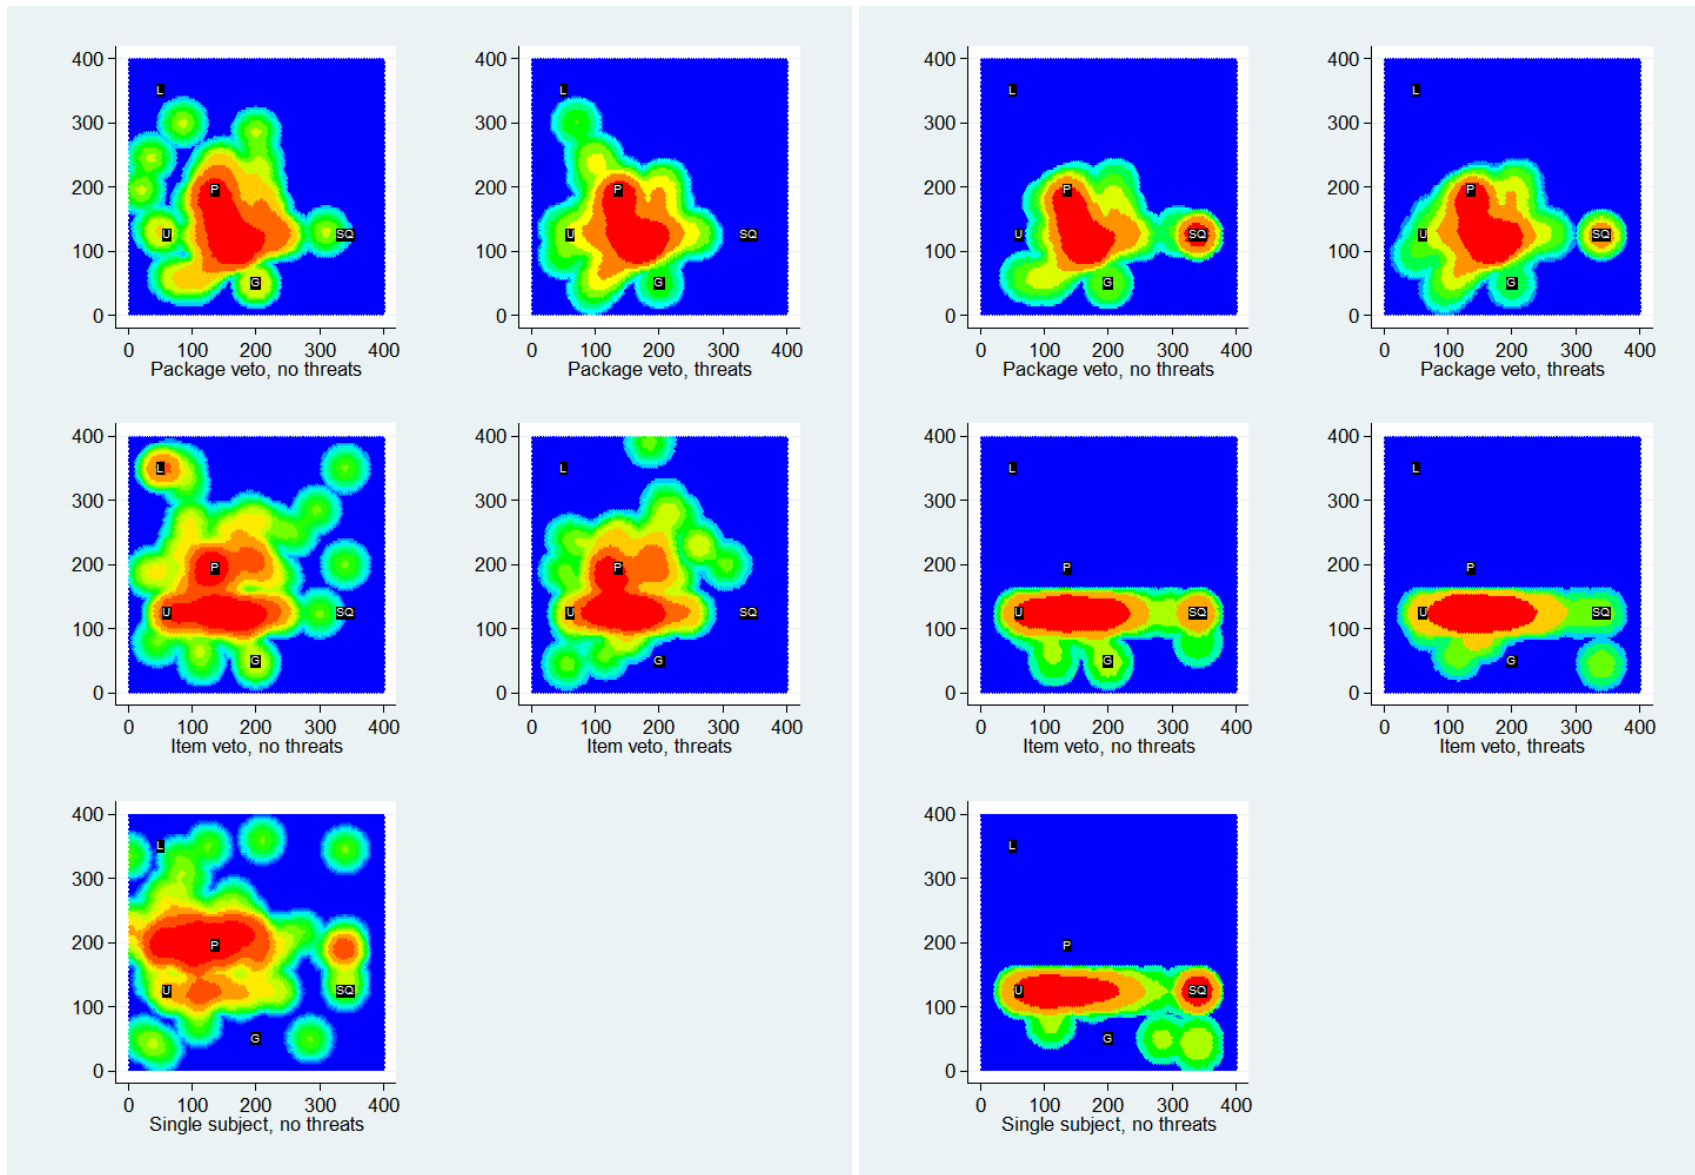 400 400 400 400
L L L L
300 300 300 300
200 P 200 P 200 P 200 P
U SQ U SQ U SQ U SQ
100 100 100 100
G G G G
0 0 0 0
0 100 200 300 400 0 100 200 300 400 0 100 200 300 400 0 100 200 300 400
Package veto, no threats Package veto, threats Package veto, no threats Package veto, threats
400 400 400 400
L L L L
300 300 300 300
200 P 200 P 200 P 200 P
U SQ U SQ U SQ U SQ
100 100 100 100
G G G G
0 0 0 0
0 100 200 300 400 0 100 200 300 400 0 100 200 300 400 0 100 200 300 400
Item veto, no threats Item veto, threats Item veto, no threats Item veto, threats
400 400
L L
300 300
200 P 200 P
U SQ U SQ
100 100
G G
0 0
0 100 200 300 400 0 100 200 300 400
Single subject, no threats Single subject, no threats